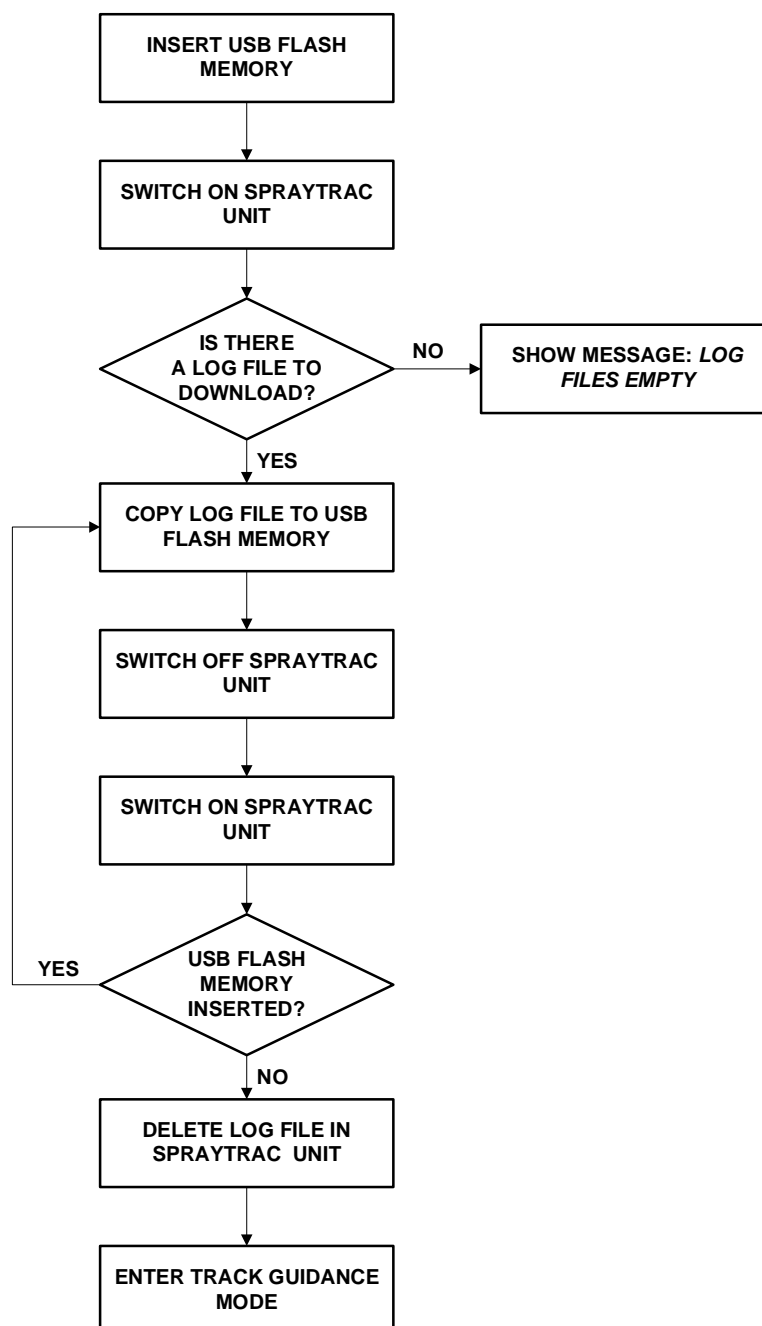 INSERT USB FLASH
MEMORY
SWITCH ON SPRAYTRAC
UNIT
IS THERE
A LOG FILE TO
DOWNLOAD?
NO
SHOW MESSAGE: LOG
FILES EMPTY
YES
COPY LOG FILE TO USB
FLASH MEMORY
SWITCH OFF SPRAYTRAC
UNIT
SWITCH ON SPRAYTRAC
UNIT
YES
USB FLASH
MEMORY
INSERTED?
NO
DELETE LOG FILE IN
SPRAYTRAC UNIT
ENTER TRACK GUIDANCE
MODE